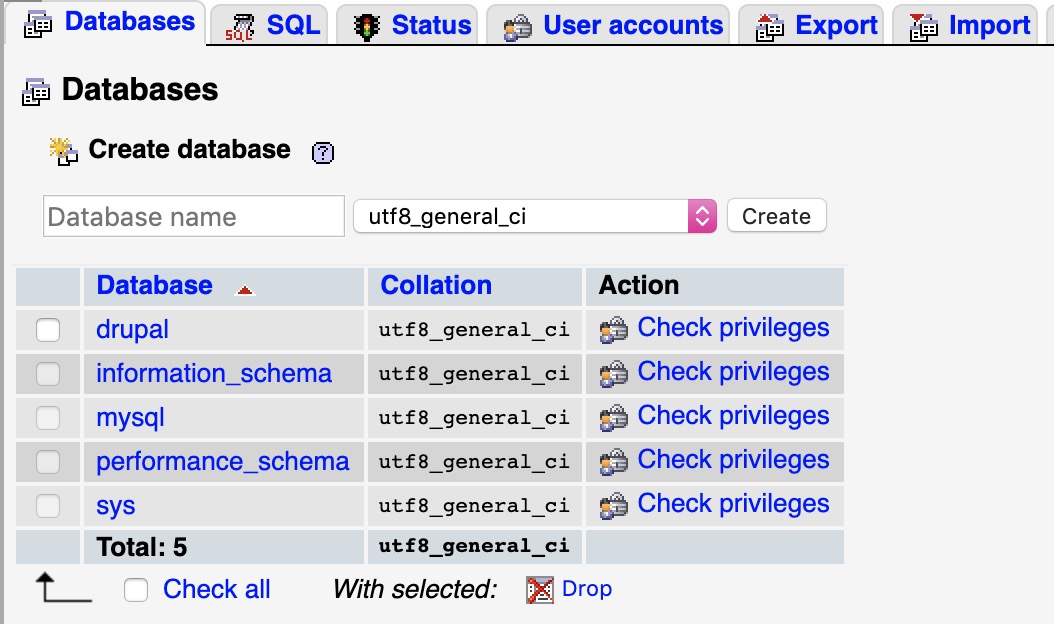 Databases SQL Status User accounts Export Import
Databases
Create database ?
Database name utf8_general_ci Create
Database Collation Action
drupal utf8_general_ci Check privileges
information_schema utf8_general_ci Check privileges
mysql utf8_general_ci Check privileges
performance_schema utf8_general_ci Check privileges
sys utf8_general_ci Check privileges
Total: 5 utf8_general_ci
Check all With selected: Drop